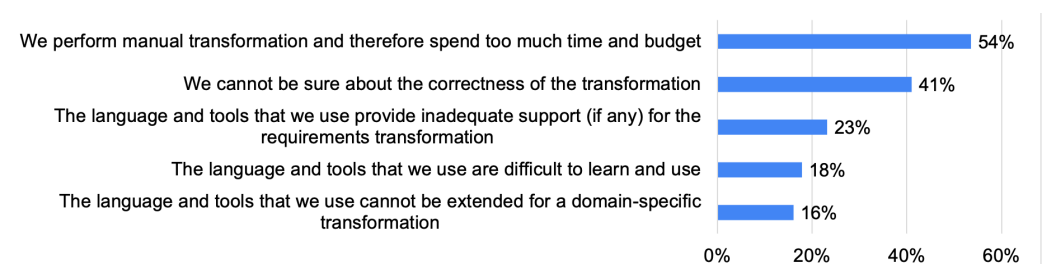 We perform manual transformation and therefore spend too much time and budget
54%
We cannot be sure about the correctness of the transformation
41%
The language and tools that we use provide inadequate support (if any) for the
requirements transformation
23%
The language and tools that we use are difficult to learn and use
18%
The language and tools that we use cannot be extended for a domain-specific
transformation
16%
0% 20% 40% 60%